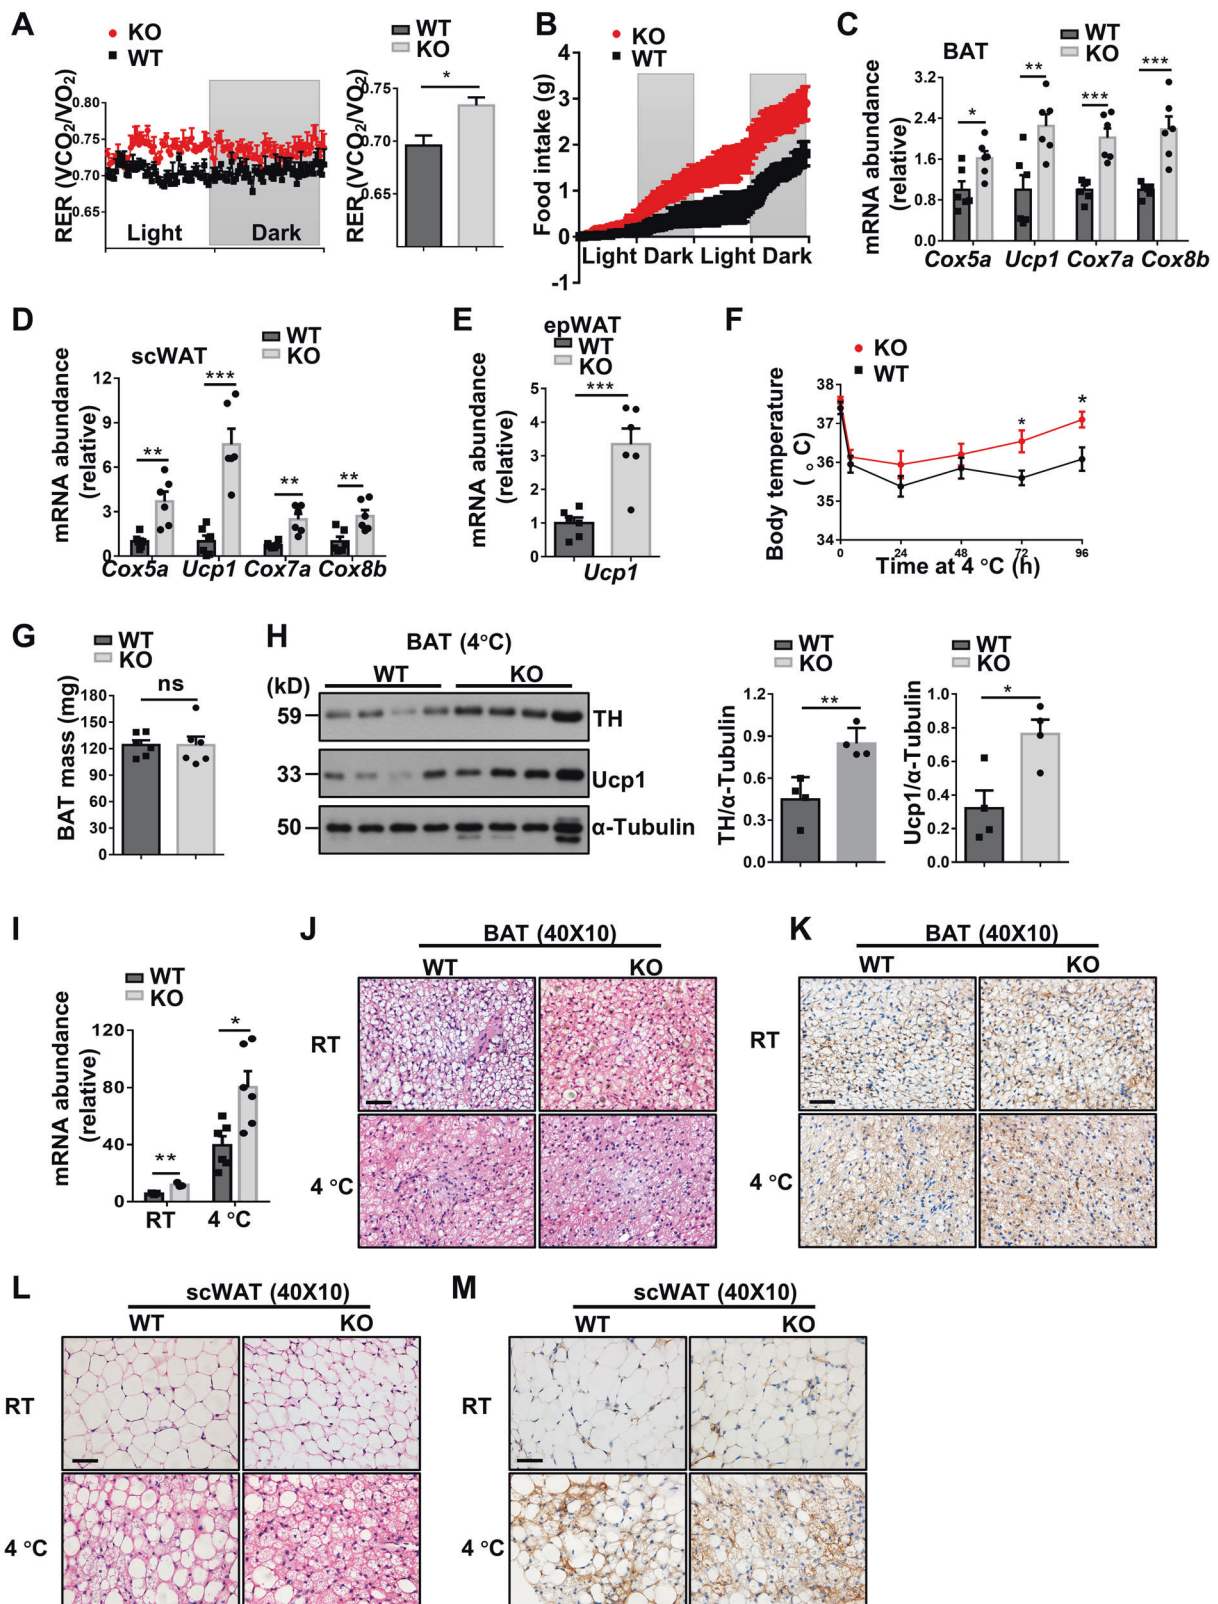 A
KO
WT
RER (VCO2/VO2)
0.80
0.75
0.70
0.65
Light
Dark
WT
KO
RER (VCO2/VO2)
0.75
0.70
0.65
*
B
KO
WT
Food intake (g)
4
3
2
1
0
-1
Light Dark Light Dark
C
BAT
WT
KO
mRNA abundance
(relative)
3.2
2.4
1.6
0.8
0.0
*
**
***
***
Cox5a Ucp1 Cox7a Cox8b
D
scWAT
WT
KO
mRNA abundance
(relative)
12
9
6
3
0
**
***
**
**
Cox5a Ucp1 Cox7a Cox8b
E
epWAT
WT
KO
mRNA abundance
(relative)
5
4
3
2
1
0
***
Ucp1
F
KO
WT
Body temperature
( °C)
38
37
36
35
34
*
*
0 24 48 72 96
Time at 4 °C (h)
G
WT
KO
BAT mass (mg)
180
150
120
90
60
30
0
ns
H
BAT (4°C)
WT KO
(kD)
59 TH
33 Ucp1
50 α-Tubulin
WT
KO
TH/α-Tubulin
1.2
0.9
0.6
0.3
0.0
**
WT
KO
Ucp1/α-Tubulin
1.0
0.8
0.6
0.4
0.2
0.0
*
I
WT
KO
mRNA abundance
(relative)
120
80
40
0
**
*
RT 4 °C
J
BAT (40X10)
WT KO
RT
4 °C
K
BAT (40X10)
WT KO
RT
4 °C
L
scWAT (40X10)
WT KO
RT
4 °C
M
scWAT (40X10)
WT KO
RT
4 °C